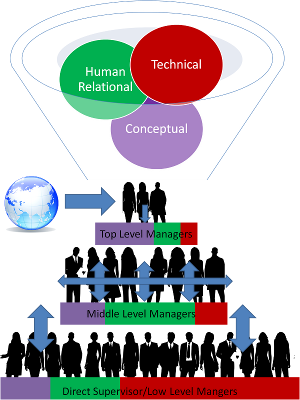 Human
Relational
Technical
Conceptual
Top Level Managers
Middle Level Managers
Direct Supervisor/Low Level Mangers